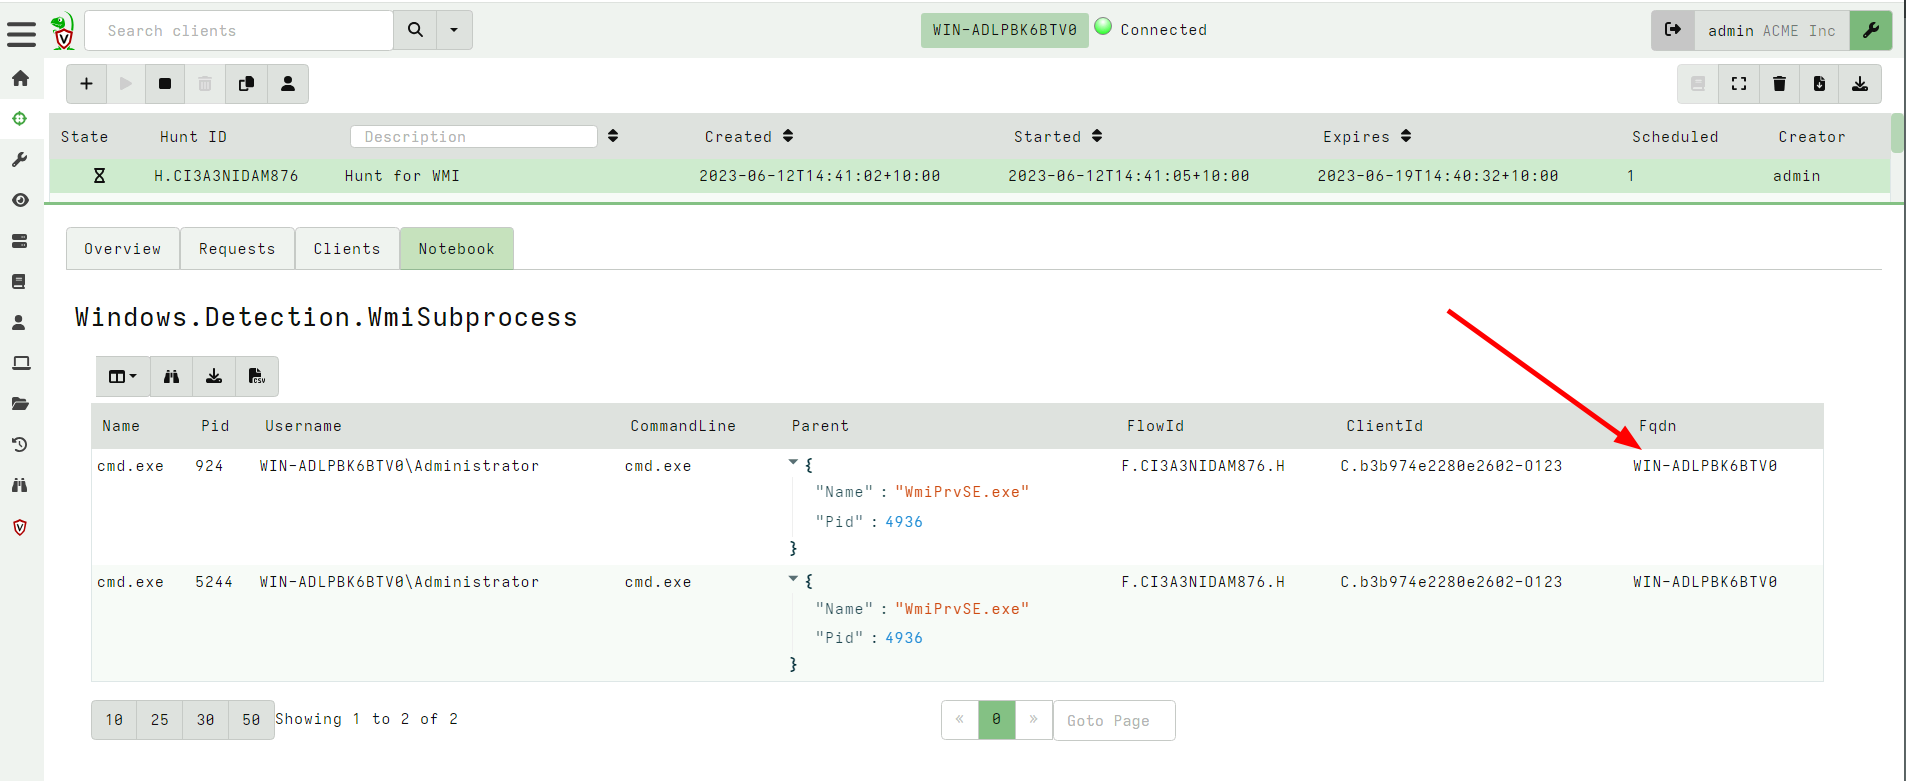 Search clients
WIN-ADLPBK6BTV0
Connected
admin ACME Inc
State Hunt ID Description Created Started Expires Scheduled Creator
H.CI3A3NIDAM876 Hunt for WMI 2023-06-12T14:41:02+10:00 2023-06-12T14:41:05+10:00 2023-06-19T14:40:32+10:00 1 admin
Overview Requests Clients Notebook
Windows.Detection.WmiSubprocess
CSV
Name Pid Username CommandLine Parent FlowId ClientId Fqdn
cmd.exe 924 WIN-ADLPBK6BTV0\Administrator cmd.exe { F.CI3A3NIDAM876.H C.b3b974e2280e2602-O123 WIN-ADLPBK6BTV0
"Name" : "WmiPrvSE.exe"
"Pid" : 4936
}
cmd.exe 5244 WIN-ADLPBK6BTV0\Administrator cmd.exe { F.CI3A3NIDAM876.H C.b3b974e2280e2602-O123 WIN-ADLPBK6BTV0
"Name" : "WmiPrvSE.exe"
"Pid" : 4936
}
10 25 30 50 Showing 1 to 2 of 2 « 0 » Goto Page